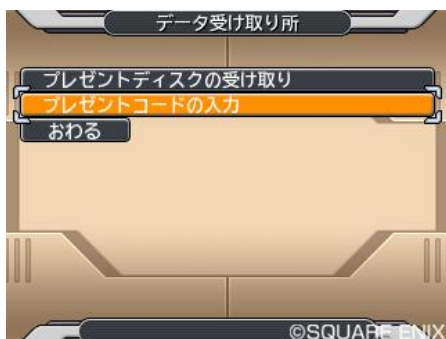 データ受け取り所
プレゼントディスクの受け取り
プレゼントコードの入力
おわる
©SQUARE ENIX